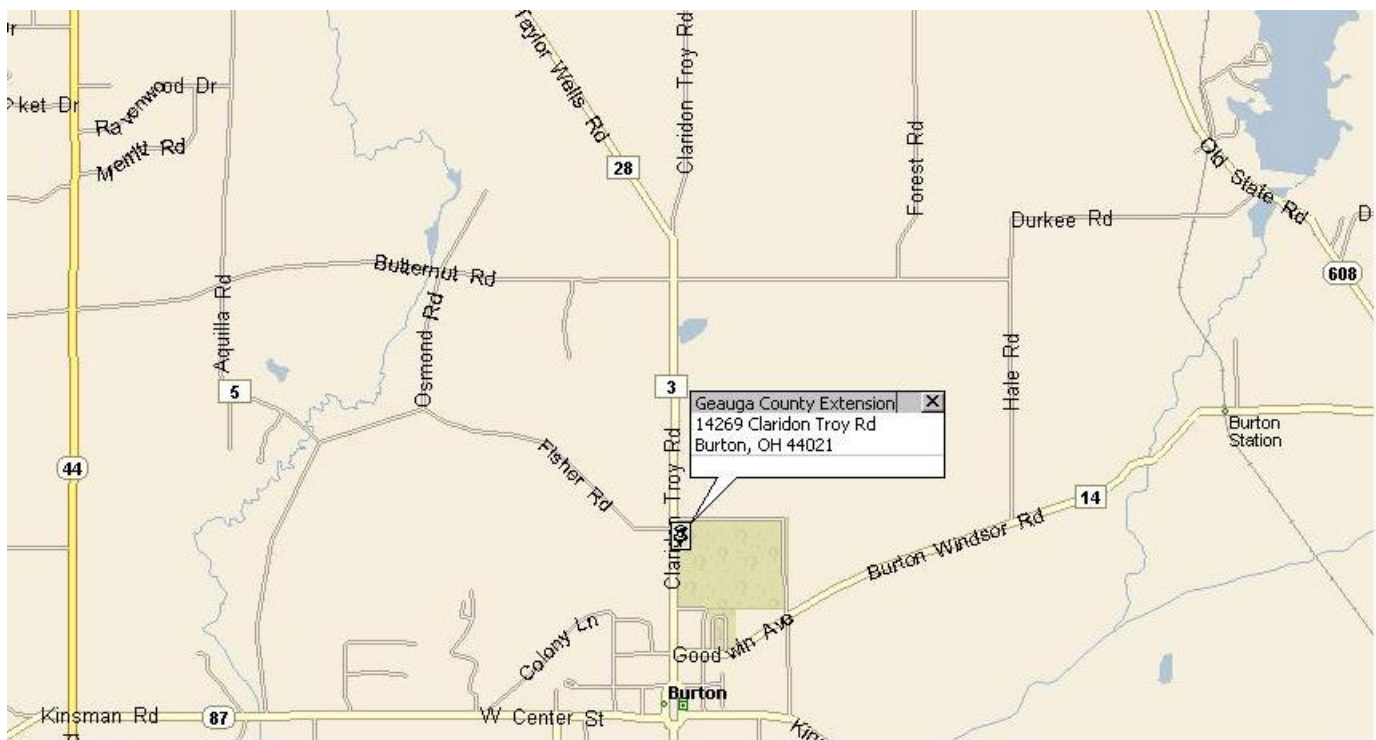 Taylor Wells Rd
Claridon Troy Rd
ket Dr
Ravenwood Dr
Merritt Rd
28
Forest Rd
Old State Rd
Durkee Rd
D
608
Butternut Rd
Aquilla Rd
Osmond Rd
Hale Rd
5
3
Geauga County Extension
14269 Claridon Troy Rd
Burton, OH 44021
Burton
Station
44
Fisher Rd
Claridon Troy Rd
14
Burton Windsor Rd
Colony Ln
Goodwin Ave
Burton
Kinsman Rd
87
W Center St